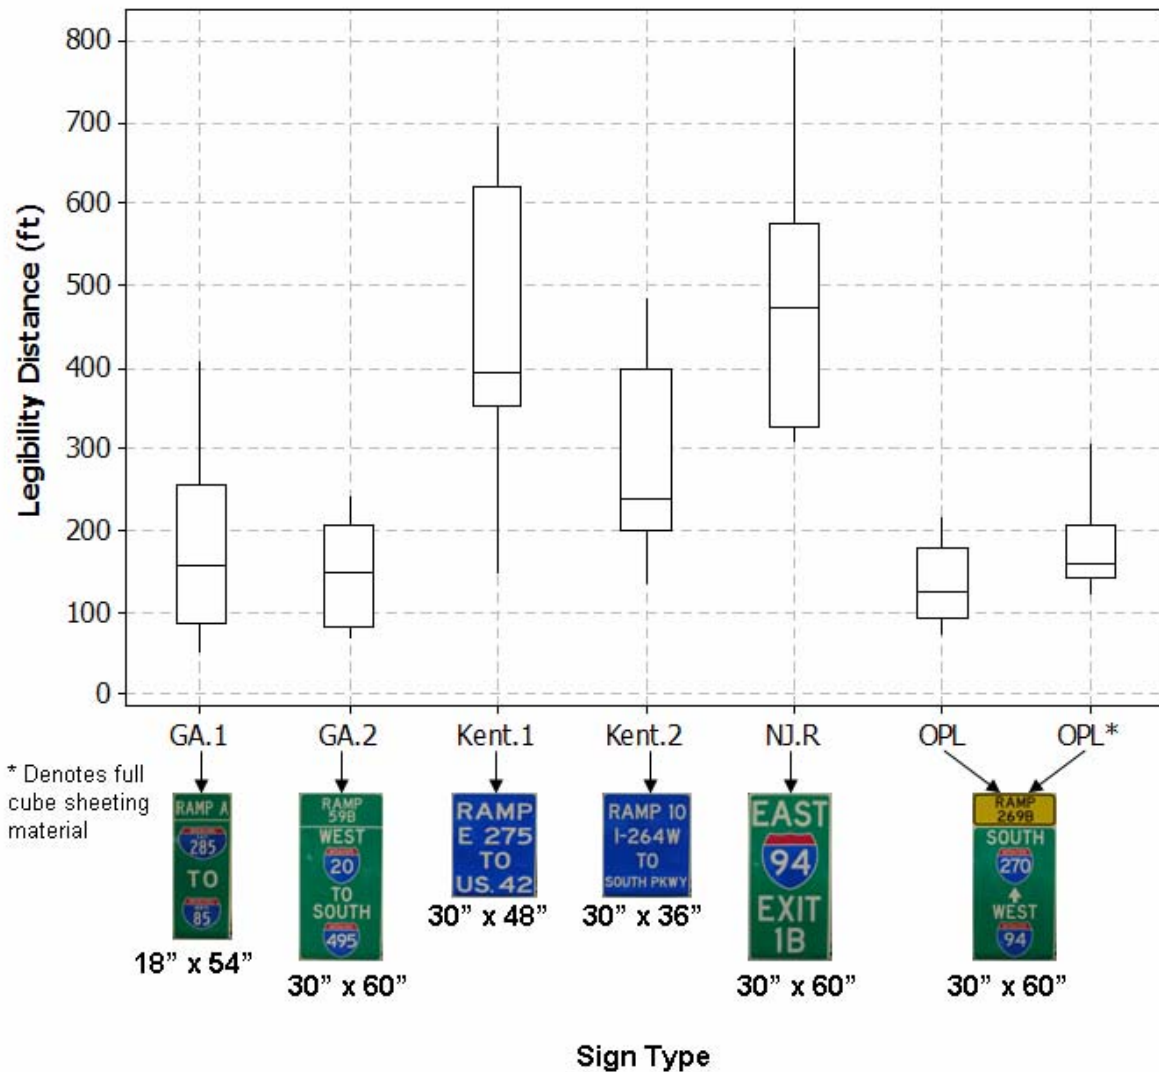 800
700
600
500
400
300
200
100
0
Legibility Distance (ft)
GA.1 GA.2 Kent.1 Kent.2 NJ.R OPL OPL*
* Denotes full
cube sheeting
material
RAMP A
285
TO
85
18” x 54”
RAMP
59B
WEST
20
TO
SOUTH
495
30” x 60”
RAMP
E 275
TO
US. 42
30” x 48”
RAMP 10
I-264W
TO
SOUTH PKWY
30” x 36”
EAST
94
EXIT
1B
30” x 60”
RAMP
269B
SOUTH
270
WEST
94
30” x 60”
Sign Type